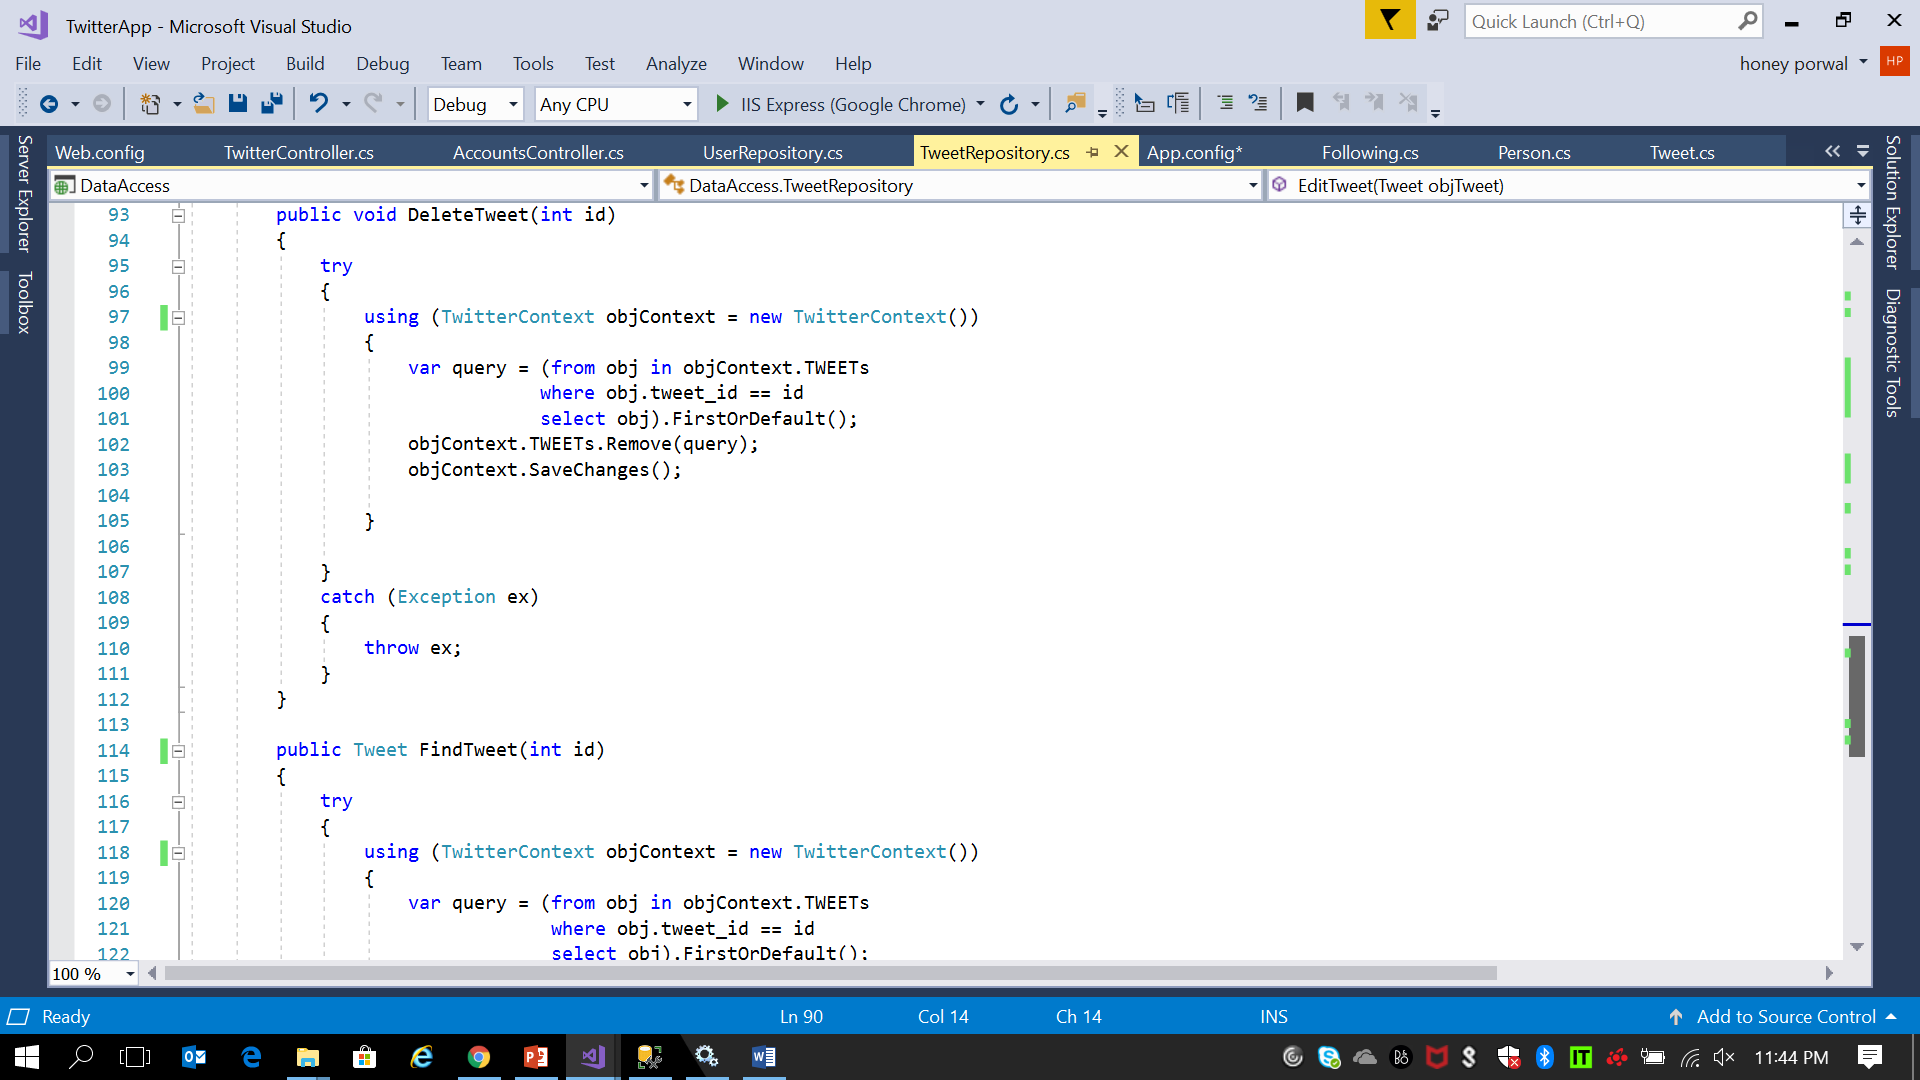 TwitterApp - Microsoft Visual Studio
Quick Launch (Ctrl+Q)
File Edit View Project Build Debug Team Tools Test Analyze Window Help
honey porwal HP
Debug Any CPU IIS Express (Google Chrome)
Server Explorer
Toolbox
Web.config TwitterController.cs AccountsController.cs UserRepository.cs TweetRepository.cs App.config* Following.cs Person.cs Tweet.cs
DataAccess DataAccess.TweetRepository EditTweet(Tweet objTweet)
93 public void DeleteTweet(int id)
94 {
95 try
96 {
97 using (TwitterContext objContext = new TwitterContext())
98 {
99 var query = (from obj in objContext.TWEETs
100 where obj.tweet_id == id
101 select obj).FirstOrDefault();
102 objContext.TWEETs.Remove(query);
103 objContext.SaveChanges();
104
105 }
106
107 }
108 catch (Exception ex)
109 {
110 throw ex;
111 }
112 }
113
114 public Tweet FindTweet(int id)
115 {
116 try
117 {
118 using (TwitterContext objContext = new TwitterContext())
119 {
120 var query = (from obj in objContext.TWEETs
121 where obj.tweet_id == id
122 select obj).FirstOrDefault();
100 %
Solution Explorer
Diagnostic Tools
Ready Ln 90 Col 14 Ch 14 INS Add to Source Control
11:44 PM